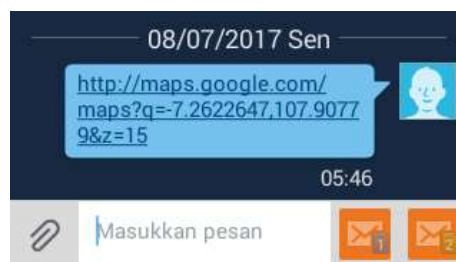 08/07/2017 Sen
http://maps.google.com/
maps?q=-7.2622647,107.9077
9&z=15
05:46
Masukkan pesan
1
2